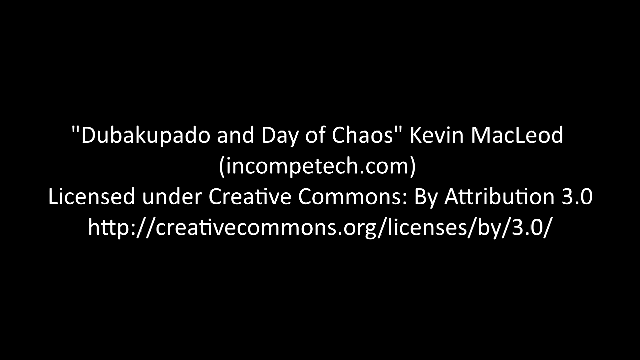 "Dubakupado and Day of Chaos" Kevin MacLeod
(incompetech.com)
Licensed under Creative Commons: By Attribution 3.0
http://creativecommons.org/licenses/by/3.0/